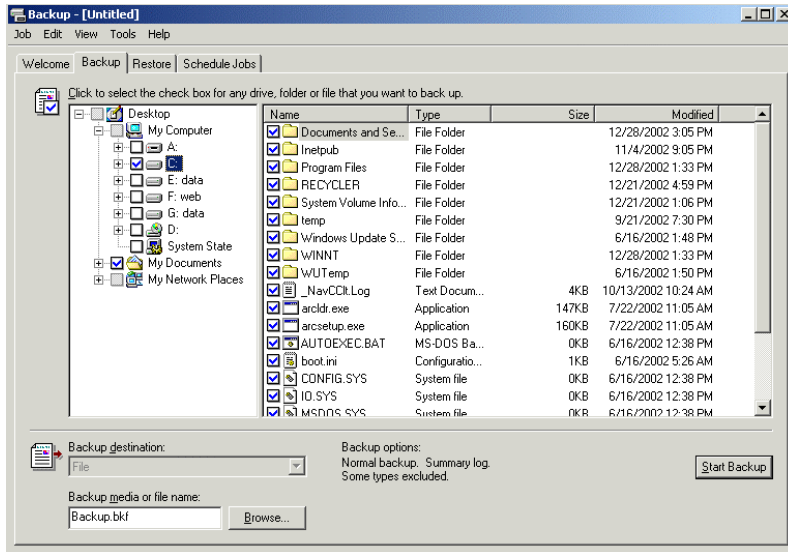 Backup - [Untitled]
Job Edit View Tools Help
Welcome Backup Restore Schedule Jobs
Click to select the check box for any drive, folder or file that you want to back up.
Desktop
My Computer
A:
C:
E: data
F: web
G: data
D:
System State
My Documents
My Network Places
Name Type Size Modified
Documents and Se... File Folder 12/28/2002 3:05 PM
Inetpub File Folder 11/4/2002 9:05 PM
Program Files File Folder 12/28/2002 1:33 PM
RECYCLER File Folder 12/21/2002 4:59 PM
System Volume Info... File Folder 12/21/2002 1:06 PM
temp File Folder 9/21/2002 7:30 PM
Windows Update S... File Folder 6/16/2002 1:48 PM
WINNT File Folder 12/28/2002 1:33 PM
WUTemp File Folder 6/16/2002 1:50 PM
_NavCClt.Log Text Docum... 4KB 10/13/2002 10:24 AM
arcldr.exe Application 147KB 7/22/2002 11:05 AM
arcsetup.exe Application 160KB 7/22/2002 11:05 AM
AUTOEXEC.BAT MS-DOS Ba... 0KB 6/16/2002 12:38 PM
boot.ini Configuratio... 1KB 6/16/2002 5:26 AM
CONFIG.SYS System file 0KB 6/16/2002 12:38 PM
IO.SYS System file 0KB 6/16/2002 12:38 PM
MSDOS.SYS System file 0KB 6/16/2002 12:38 PM
Backup destination:
File
Backup media or file name:
Backup.bkf
Browse...
Backup options:
Normal backup. Summary log.
Some types excluded.
Start Backup